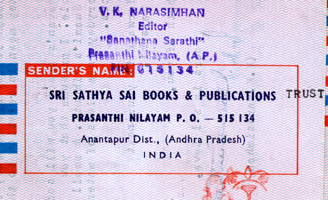 V.K. NARASIMHAN
Editor
"Sanathana Sarathi"
Prasanthi Nilayam, (A.P.)
SENDER'S NAME PIN 515134
SRI SATHYA SAI BOOKS & PUBLICATIONS TRUST
PRASANTHI NILAYAM P. O. — 515 134
Anantapur Dist., (Andhra Pradesh)
INDIA